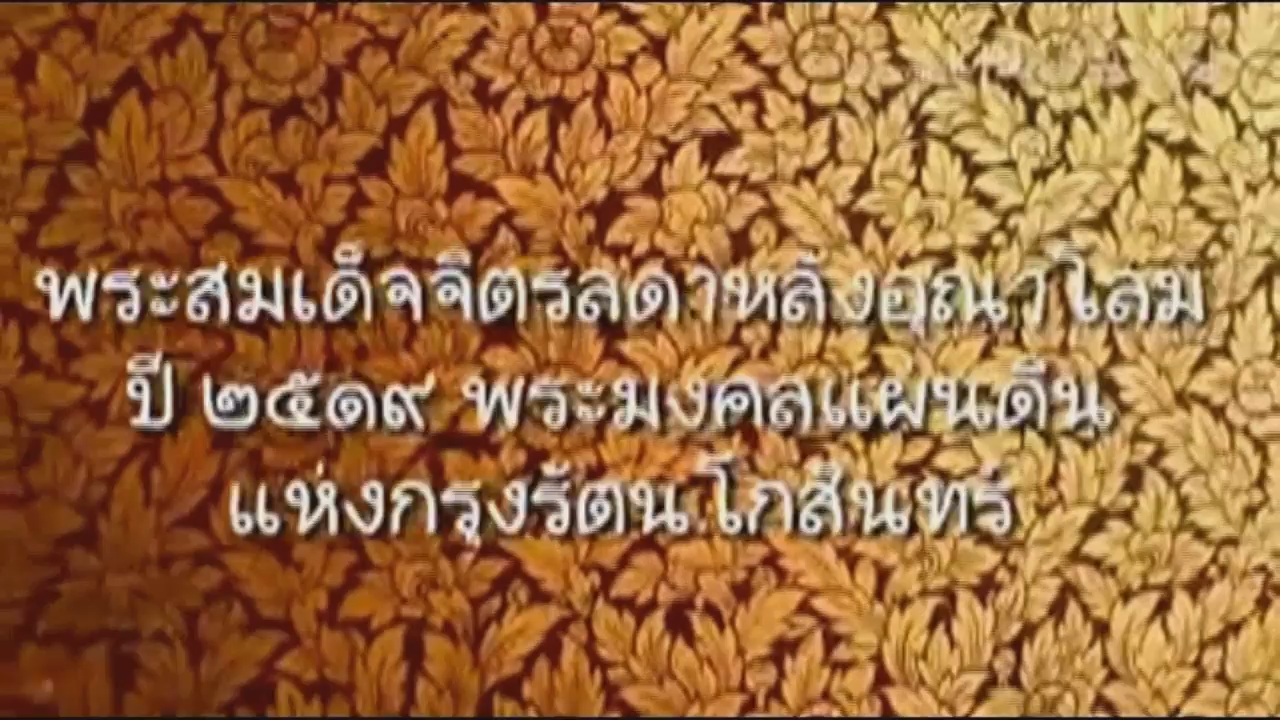 พระสมเด็จจิตรลดาหลังอุณาโลม
ปี ๒๕๑๙ พระมงคลแผ่นดิน
แห่งกรุงรัตนโกสินทร์